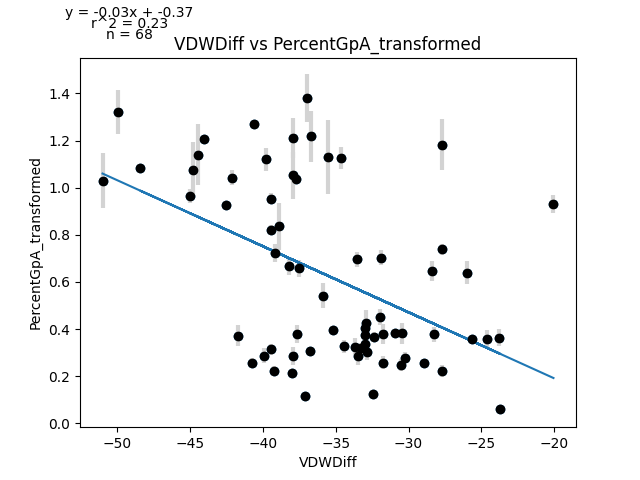 y = -0.03x + -0.37
r^2 = 0.23
n = 68
VDWDiff vs PercentGpA_transformed
PercentGpA_transformed
1.4
1.2
1.0
0.8
0.6
0.4
0.2
0.0
−50 −45 −40 −35 −30 −25 −20
VDWDiff